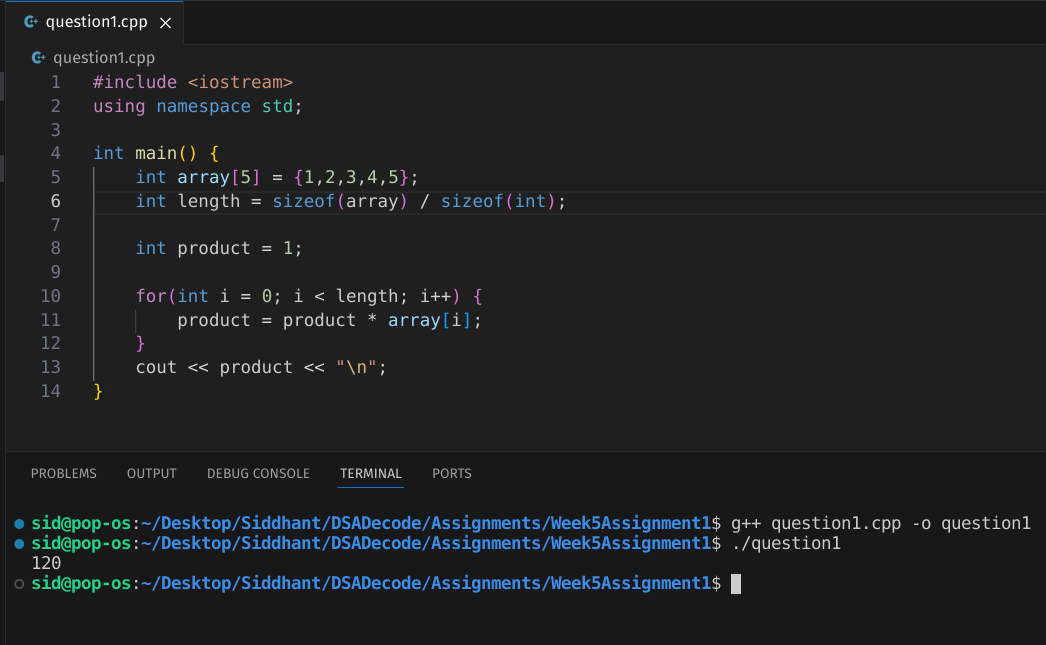 question1.cpp
question1.cpp
1 #include <iostream>
2 using namespace std;
3
4 int main() {
5     int array[5] = {1,2,3,4,5};
6     int length = sizeof(array) / sizeof(int);
7
8     int product = 1;
9
10     for(int i = 0; i < length; i++) {
11         product = product * array[i];
12     }
13     cout << product << "\n";
14 }
PROBLEMS OUTPUT DEBUG CONSOLE TERMINAL PORTS
sid@pop-os:~/Desktop/Siddhant/DSADecode/Assignments/Week5Assignment1$ g++ question1.cpp -o question1
sid@pop-os:~/Desktop/Siddhant/DSADecode/Assignments/Week5Assignment1$ ./question1
120
sid@pop-os:~/Desktop/Siddhant/DSADecode/Assignments/Week5Assignment1$